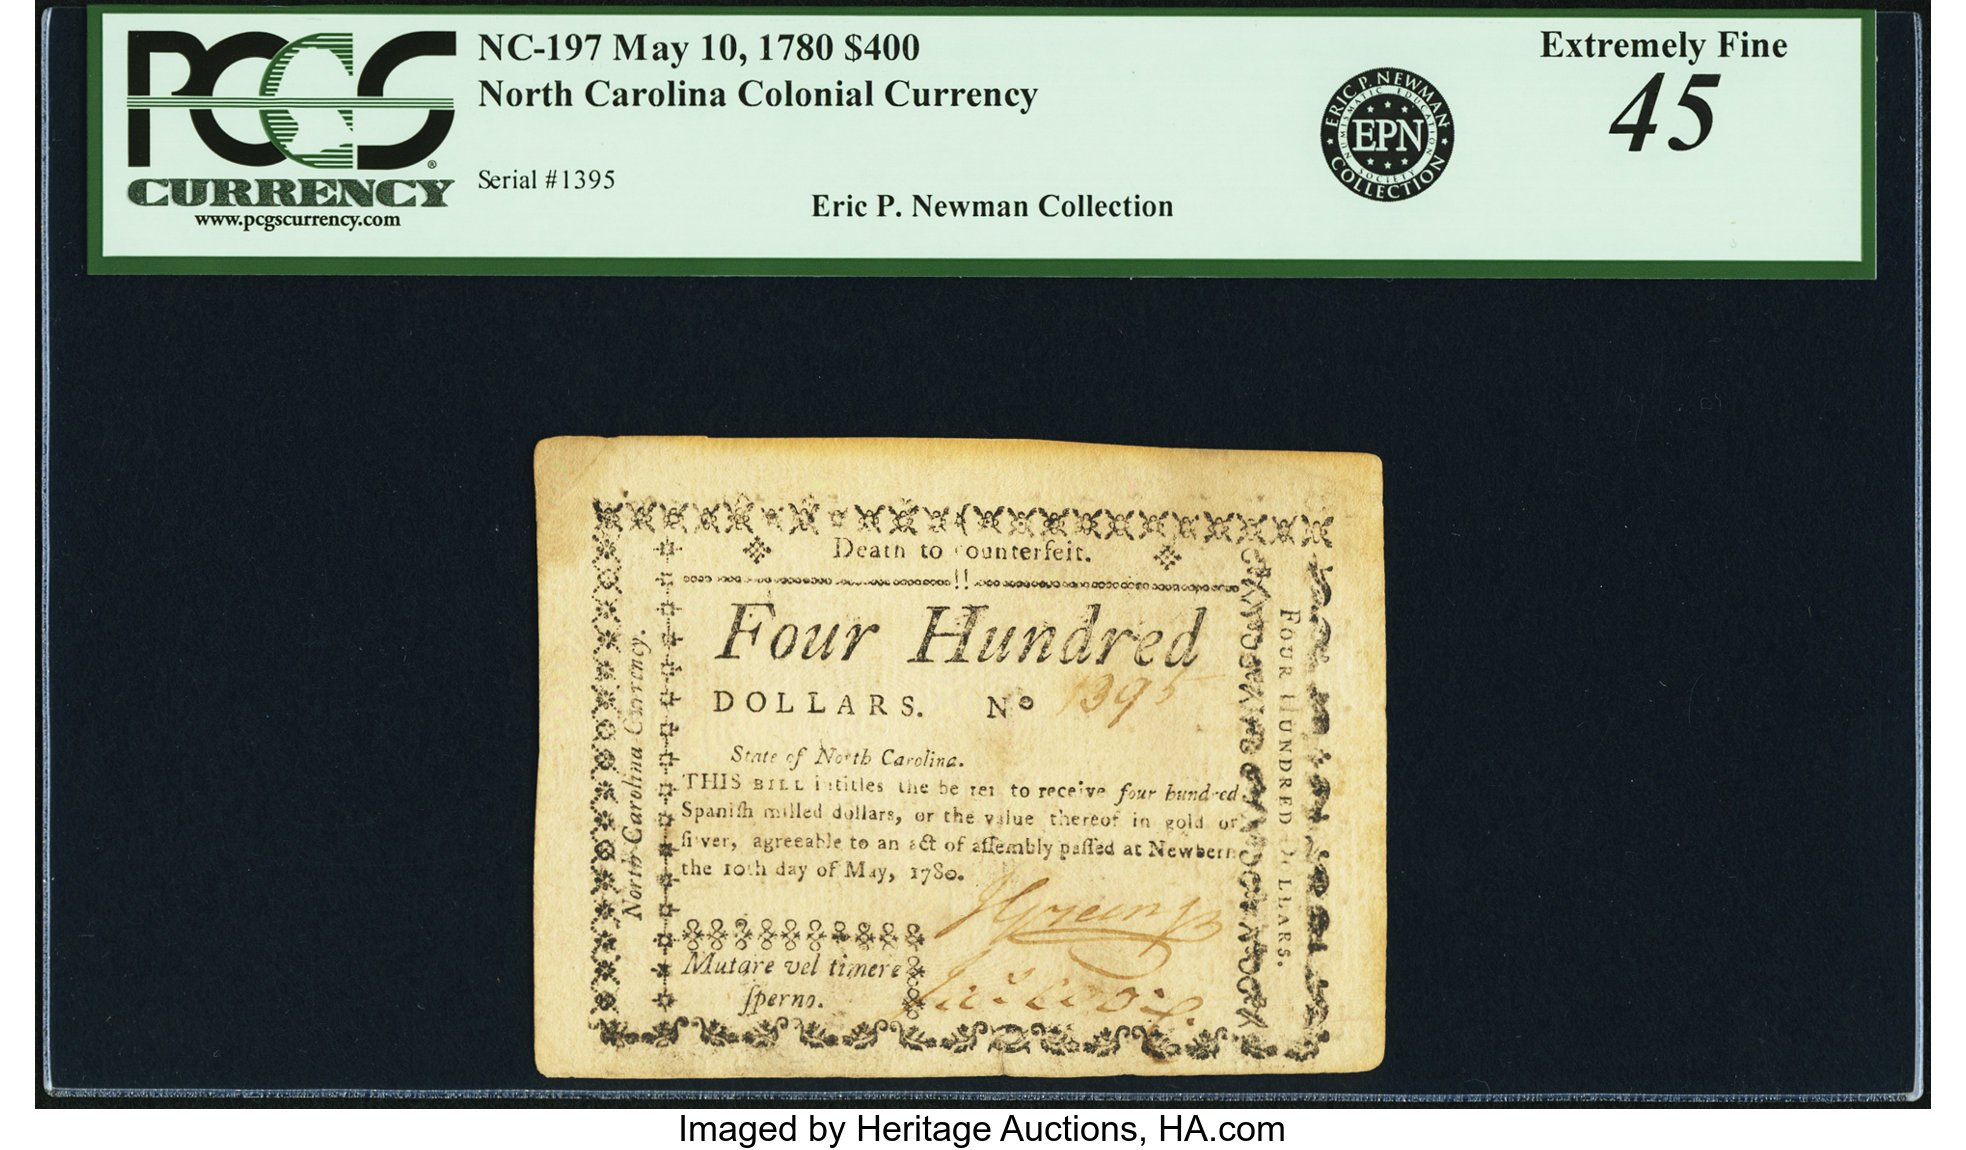 PCGS
CURRENCY
www.pcgscurrency.com
NC-197 May 10, 1780 $400
North Carolina Colonial Currency
Serial #1395
Eric P. Newman Collection
ERIC P. NEWMAN
NUMISMATIC EDUCATION
EPN
SOCIETY
COLLECTION
Extremely Fine
45
Death to counterfeit.
Four Hundred
DOLLARS. No 1395
State of North Carolina.
THIS BILL intitles the bearer to receive four hundred
Spaniſh milled dollars, or the value thereof in gold or
ſilver, agreeable to an act of aſſembly paſſed at Newbern
the 10th day of May, 1780.
JGreen
Mutare vel timere
ſperno.
North Carolina Currency.
FOUR HUNDRED DOLLARS.
Imaged by Heritage Auctions, HA.com